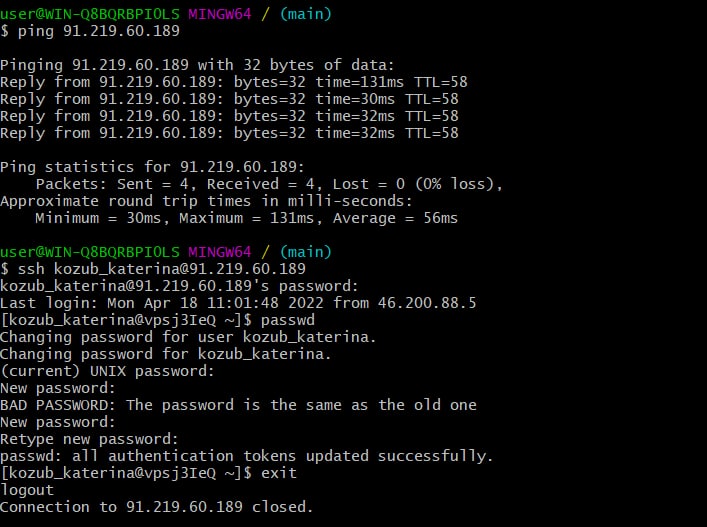 user@WIN-Q8BQRBPIOLS MINGW64 / (main)
$ ping 91.219.60.189
Pinging 91.219.60.189 with 32 bytes of data:
Reply from 91.219.60.189: bytes=32 time=131ms TTL=58
Reply from 91.219.60.189: bytes=32 time=30ms TTL=58
Reply from 91.219.60.189: bytes=32 time=32ms TTL=58
Reply from 91.219.60.189: bytes=32 time=32ms TTL=58
Ping statistics for 91.219.60.189:
    Packets: Sent = 4, Received = 4, Lost = 0 (0% loss),
Approximate round trip times in milli-seconds:
    Minimum = 30ms, Maximum = 131ms, Average = 56ms
user@WIN-Q8BQRBPIOLS MINGW64 / (main)
$ ssh kozub_katerina@91.219.60.189
kozub_katerina@91.219.60.189's password:
Last login: Mon Apr 18 11:01:48 2022 from 46.200.88.5
[kozub_katerina@vpsj3IeQ ~]$ passwd
Changing password for user kozub_katerina.
Changing password for kozub_katerina.
(current) UNIX password:
New password:
BAD PASSWORD: The password is the same as the old one
New password:
Retype new password:
passwd: all authentication tokens updated successfully.
[kozub_katerina@vpsj3IeQ ~]$ exit
logout
Connection to 91.219.60.189 closed.